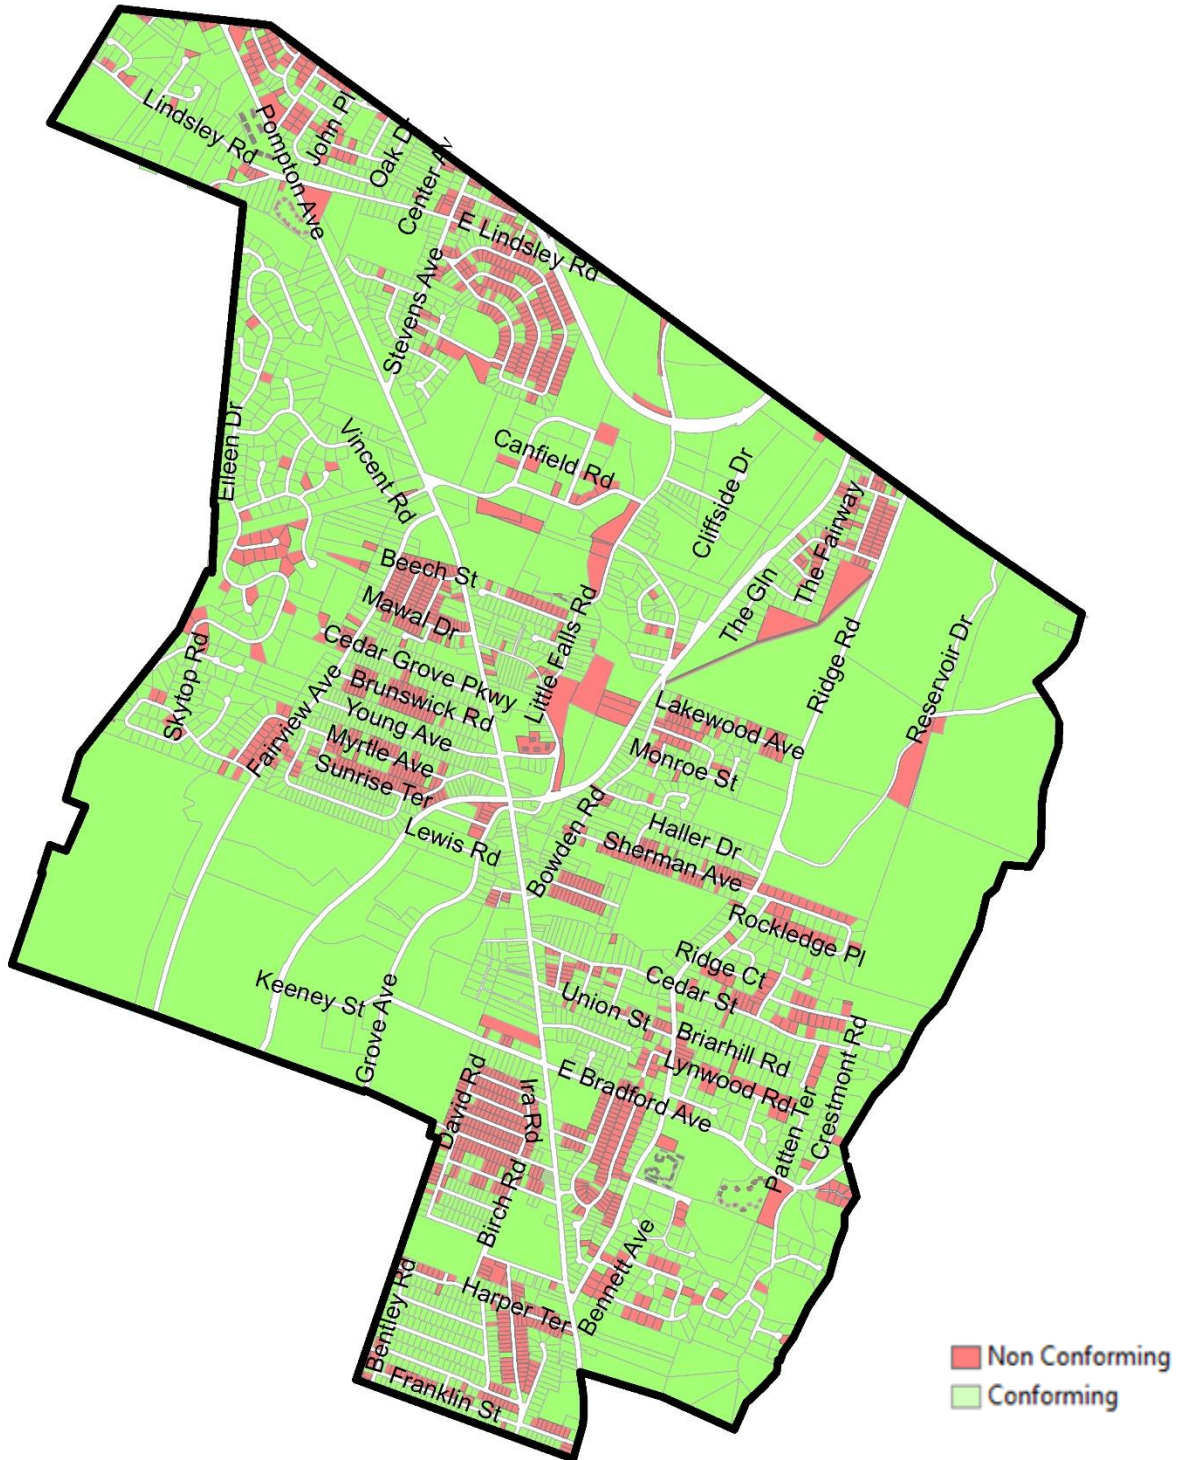 Lindsley Rd
Pompton Ave
John Pl
Oak Dr
Center Av
E Lindsley Rd
Stevens Ave
Eileen Dr
Vincent Rd
Canfield Rd
Cliffside Dr
The Fairway
The Gln
Beech St
Mawal Dr
Little Falls Rd
Cedar Grove Pkwy
Ridge Rd
Reservoir Dr
Skytop Rd
Fairview Ave
Brunswick Rd
Young Ave
Myrtle Ave
Sunrise Ter
Lakewood Ave
Monroe St
Lewis Rd
Bowden Rd
Haller Dr
Sherman Ave
Rockledge Pl
Ridge Ct
Cedar St
Keeney St
Grove Ave
Union St
Briarhill Rd
Lynwood Rd
Crestmont Rd
Patten Ter
E Bradford Ave
David Rd
Ira Rd
Birch Rd
Bennett Ave
Harper Ter
Bentley Rd
Franklin St
Non Conforming
Conforming